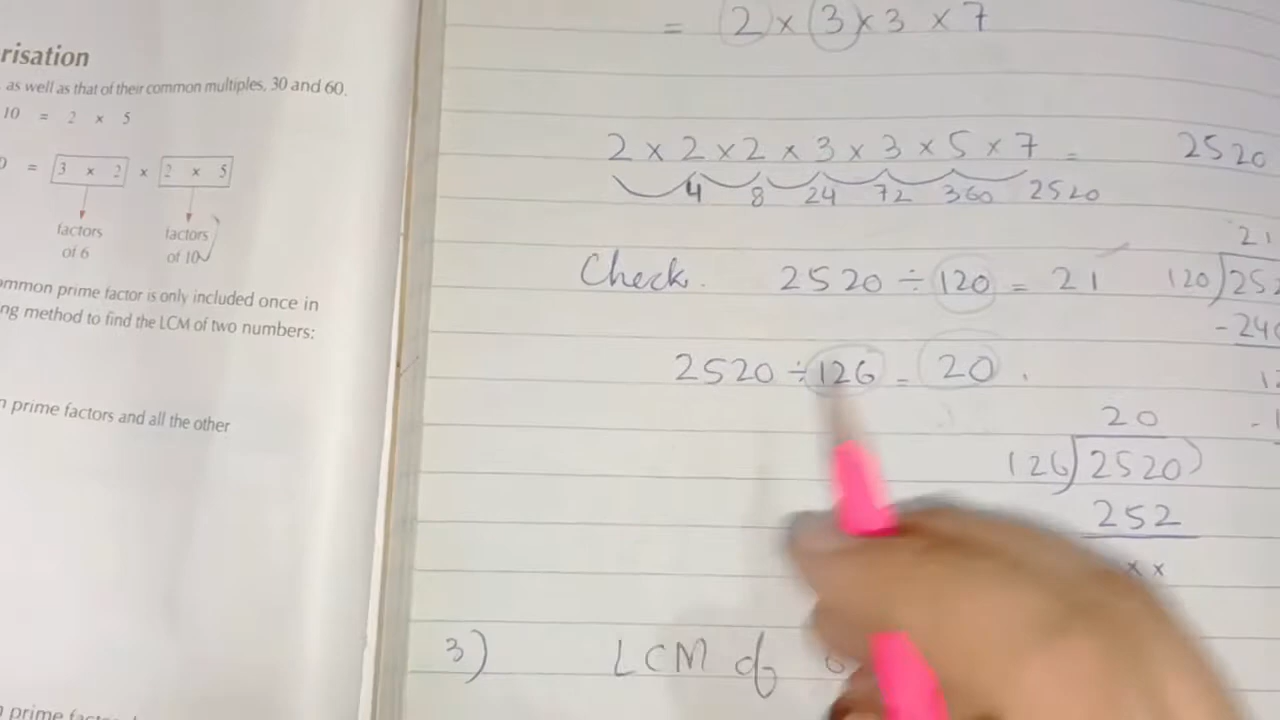 risation
as well as that of their common multiples, 30 and 60.
10 = 2 × 5
= 3 × 2 × 2 × 5
factors of 6
factors of 10
ommon prime factor is only included once in
ng method to find the LCM of two numbers:
n prime factors and all the other
n prime
= 2 × 3 × 3 × 7
2 × 2 × 2 × 3 × 3 × 5 × 7 = 2520
4 8 24 72 360 2520
Check. 2520 ÷ 120 = 21
21
120)252
-240
2520 ÷ 126 = 20.
20
126)2520
252
××
3) LCM of